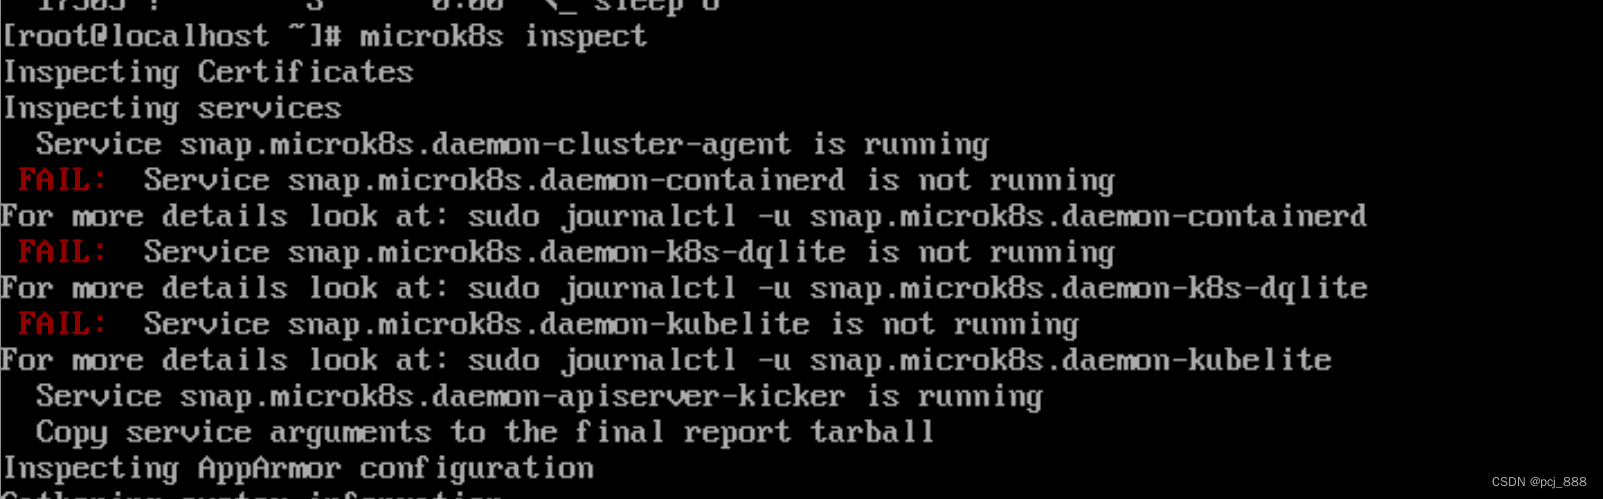 [root@localhost ~]# microk8s inspect
Inspecting Certificates
Inspecting services
  Service snap.microk8s.daemon-cluster-agent is running
 FAIL:  Service snap.microk8s.daemon-containerd is not running
For more details look at: sudo journalctl -u snap.microk8s.daemon-containerd
 FAIL:  Service snap.microk8s.daemon-k8s-dqlite is not running
For more details look at: sudo journalctl -u snap.microk8s.daemon-k8s-dqlite
 FAIL:  Service snap.microk8s.daemon-kubelite is not running
For more details look at: sudo journalctl -u snap.microk8s.daemon-kubelite
  Service snap.microk8s.daemon-apiserver-kicker is running
  Copy service arguments to the final report tarball
Inspecting AppArmor configuration
CSDN @pcj_888